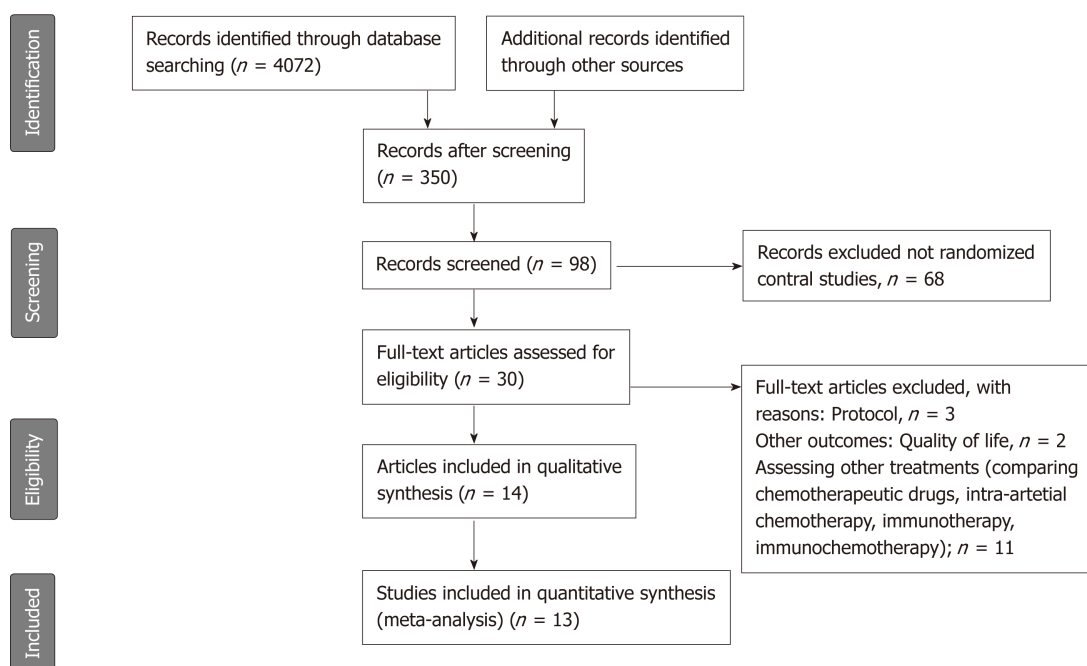 Identification
Records identified through database
searching (n = 4072)
Additional records identified
through other sources
Records after screening
(n = 350)
Screening
Records screened (n = 98)
Records excluded not randomized
contral studies, n = 68
Full-text articles assessed for
eligibility (n = 30)
Full-text articles excluded, with
reasons: Protocol, n = 3
Other outcomes: Quality of life, n = 2
Assessing other treatments (comparing
chemotherapeutic drugs, intra-artetial
chemotherapy, immunotherapy,
immunochemotherapy); n = 11
Eligibility
Articles included in qualitative
synthesis (n = 14)
Included
Studies included in quantitative synthesis
(meta-analysis) (n = 13)